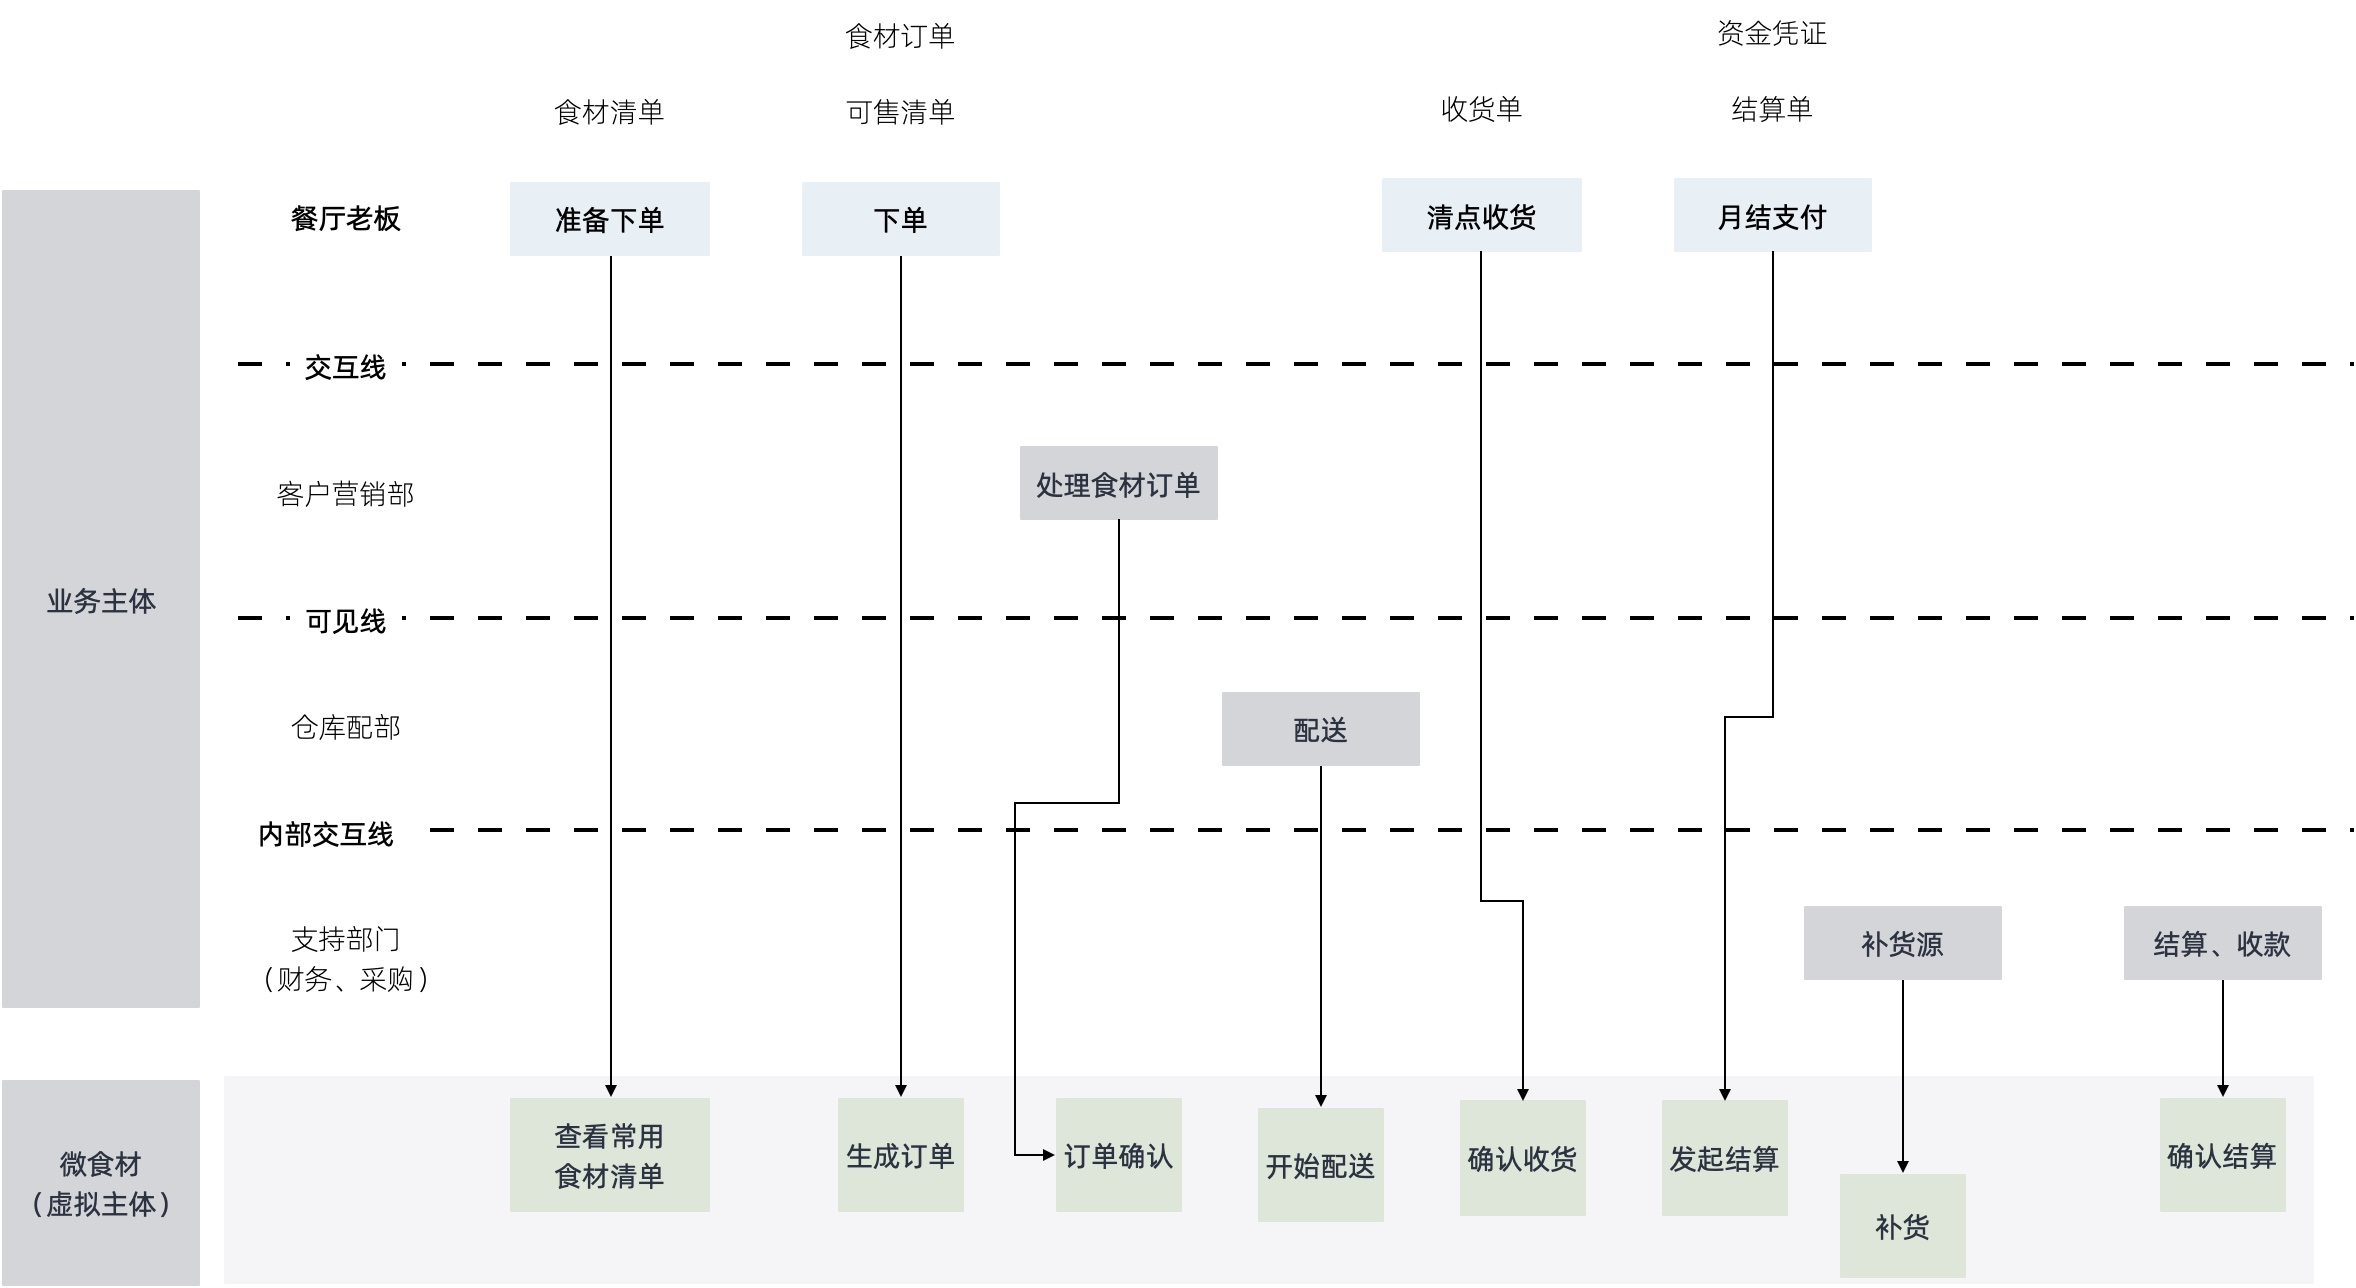 食材订单
资金凭证
食材清单
可售清单
收货单
结算单
餐厅老板
准备下单
下单
清点收货
月结支付
交互线
客户营销部
处理食材订单
业务主体
可见线
仓库配部
配送
内部交互线
支持部门
（财务、采购）
补货源
结算、收款
微食材
（虚拟主体）
查看常用
食材清单
生成订单
订单确认
开始配送
确认收货
发起结算
补货
确认结算